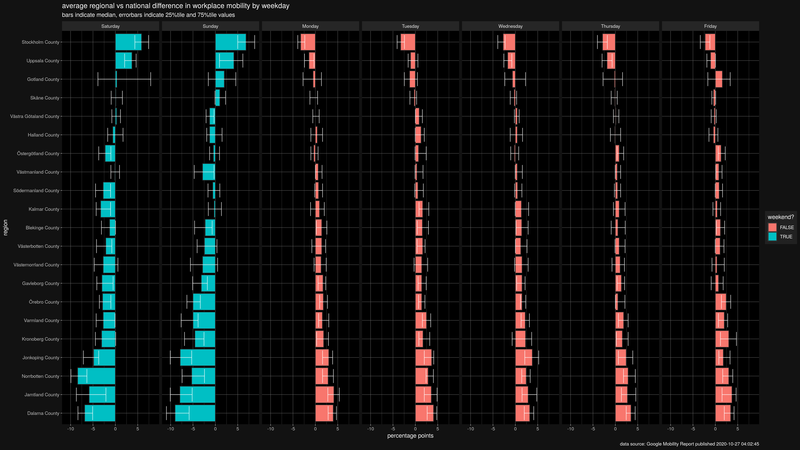 average regional vs national difference in workplace mobility by weekday
bars indicate median, errorbars indicate 25%tile and 75%tile values
Saturday Sunday Monday Tuesday Wednesday Thursday Friday
Stockholm County
Uppsala County
Gotland County
Skåne County
Västra Götaland County
Halland County
Östergötland County
Västmanland County
Södermanland County
Kalmar County
Blekinge County
Västerbotten County
Västernorrland County
Gavleborg County
Örebro County
Varmland County
Kronoberg County
Jonkoping County
Norrbotten County
Jamtland County
Dalarna County
region
weekend?
FALSE
TRUE
-10 -5 0 5 -10 -5 0 5 -10 -5 0 5 -10 -5 0 5 -10 -5 0 5 -10 -5 0 5 -10 -5 0 5
percentage points
data source: Google Mobility Report published 2020-10-27 04:02:45